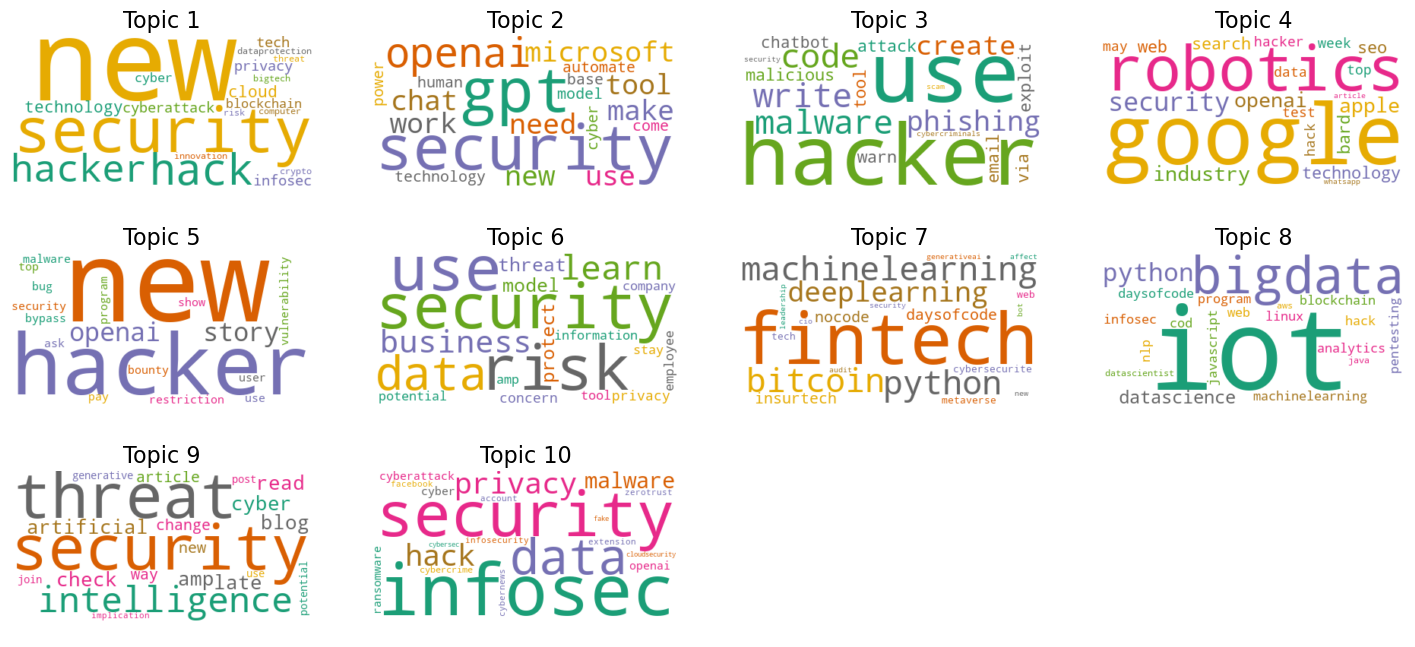 Topic 1
new
tech
dataprotection
threat
privacy
cyber
bigtech
cloud
technology
cyberattack
blockchain
risk
computer
security
innovation
hacker
hack
crypto
infosec
Topic 2
openai
microsoft
automate
power
human
gpt
base
tool
model
chat
make
work
need
cyber
come
security
technology
new
use
Topic 3
chatbot
attack
create
code
use
security
malicious
tool
exploit
write
scam
malware
phishing
cybercriminals
hacker
warn
email
via
Topic 4
may
web
search
hacker
week
seo
robotics
data
top
article
security
openai
apple
test
google
hack
bard
industry
technology
whatsapp
Topic 5
malware
top
new
vulnerability
bug
program
show
security
bypass
openai
story
ask
hacker
bounty
user
pay
restriction
use
Topic 6
use
threat
learn
model
company
security
protect
business
information
data
risk
stay
employee
amp
potential
concern
tool
privacy
Topic 7
generativeai
affect
machinelearning
deeplearning
leadership
web
security
nocode
daysofcode
bot
cio
tech
fintech
audit
cybersecurite
bitcoin
python
insurtech
metaverse
new
Topic 8
python
bigdata
daysofcode
program
aws
blockchain
web
linux
infosec
cod
hack
javascript
iot
nlp
analytics
pentesting
java
datascientist
datascience
machinelearning
Topic 9
generative
article
post
read
threat
cyber
artificial
change
blog
security
new
join
check
way
amp
late
use
intelligence
potential
implication
Topic 10
cyberattack
facebook
privacy
malware
cyber
account
zerotrust
security
fake
infosecurity
cybersec
extension
hack
data
cloudsecurity
cybercrime
openai
ransomware
infosec
cybernews